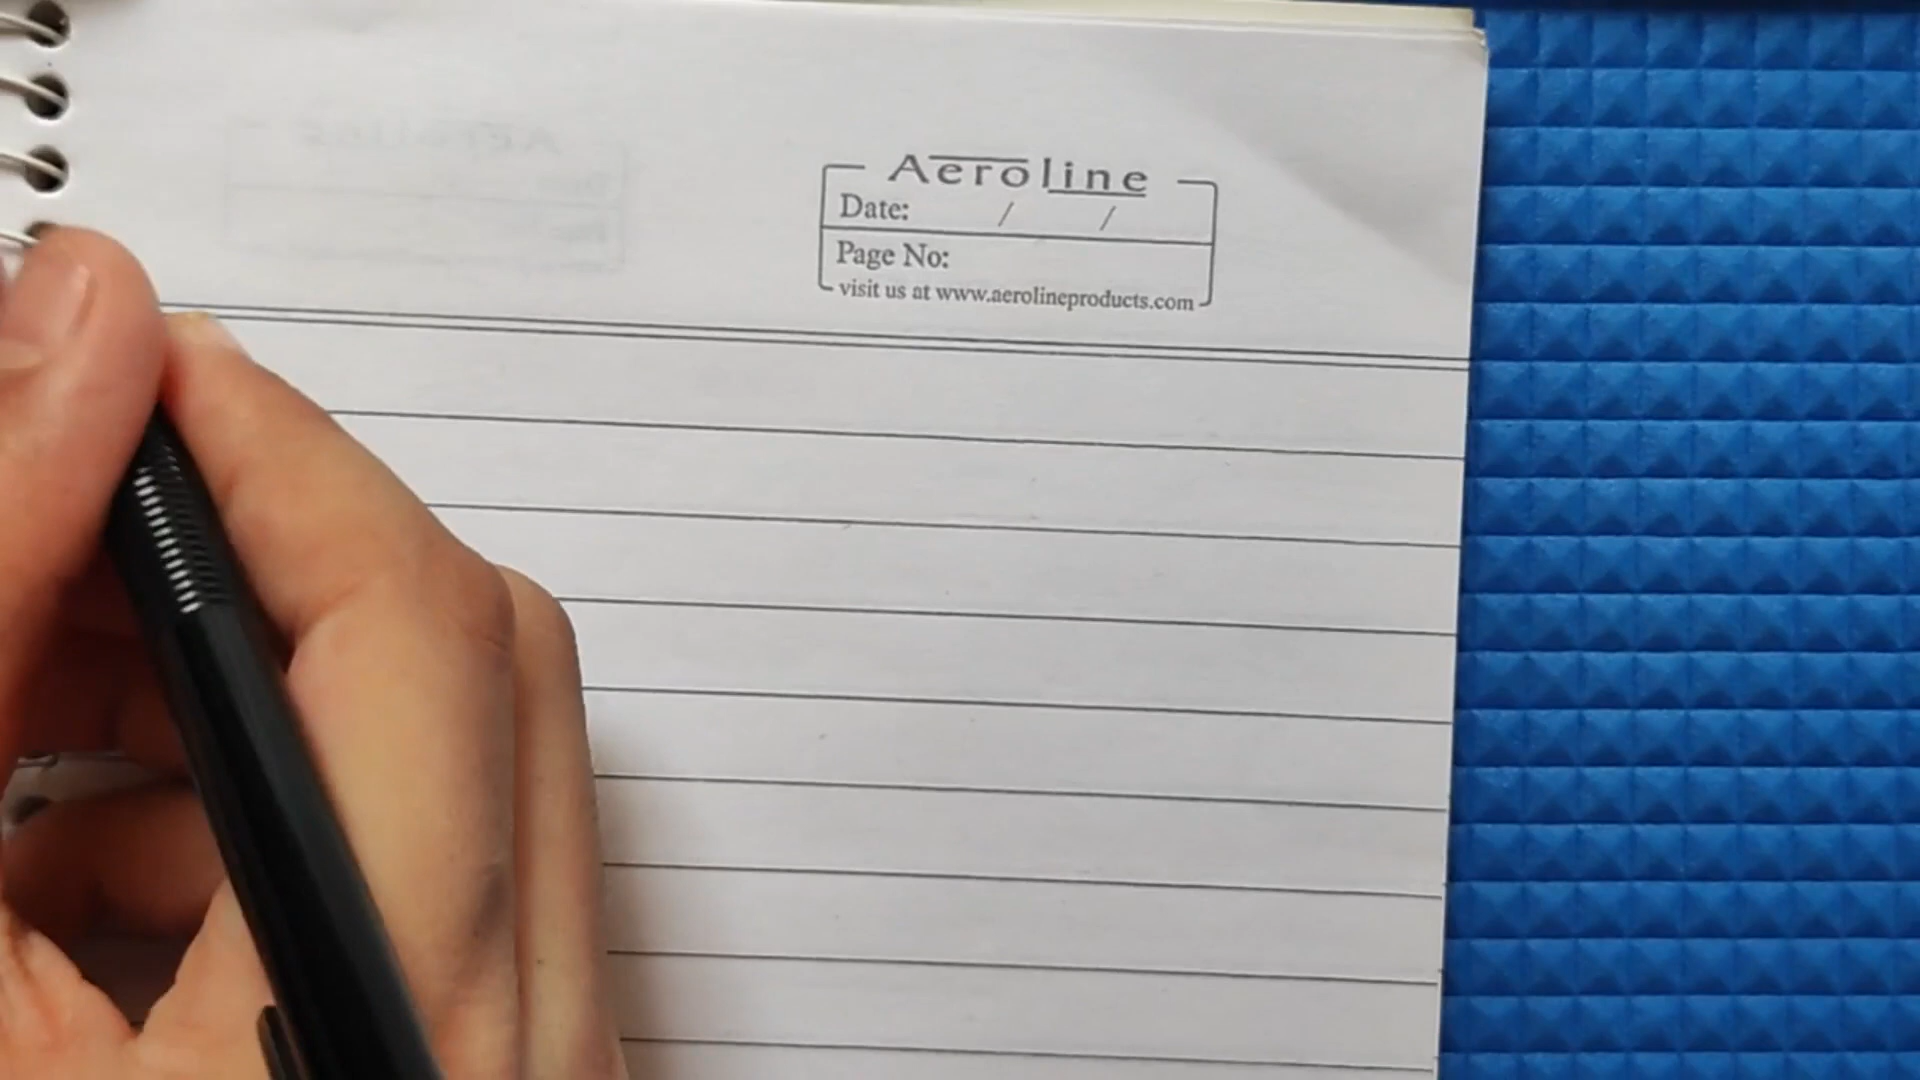 Aeroline
Date: / /
Page No:
visit us at www.aerolineproducts.com